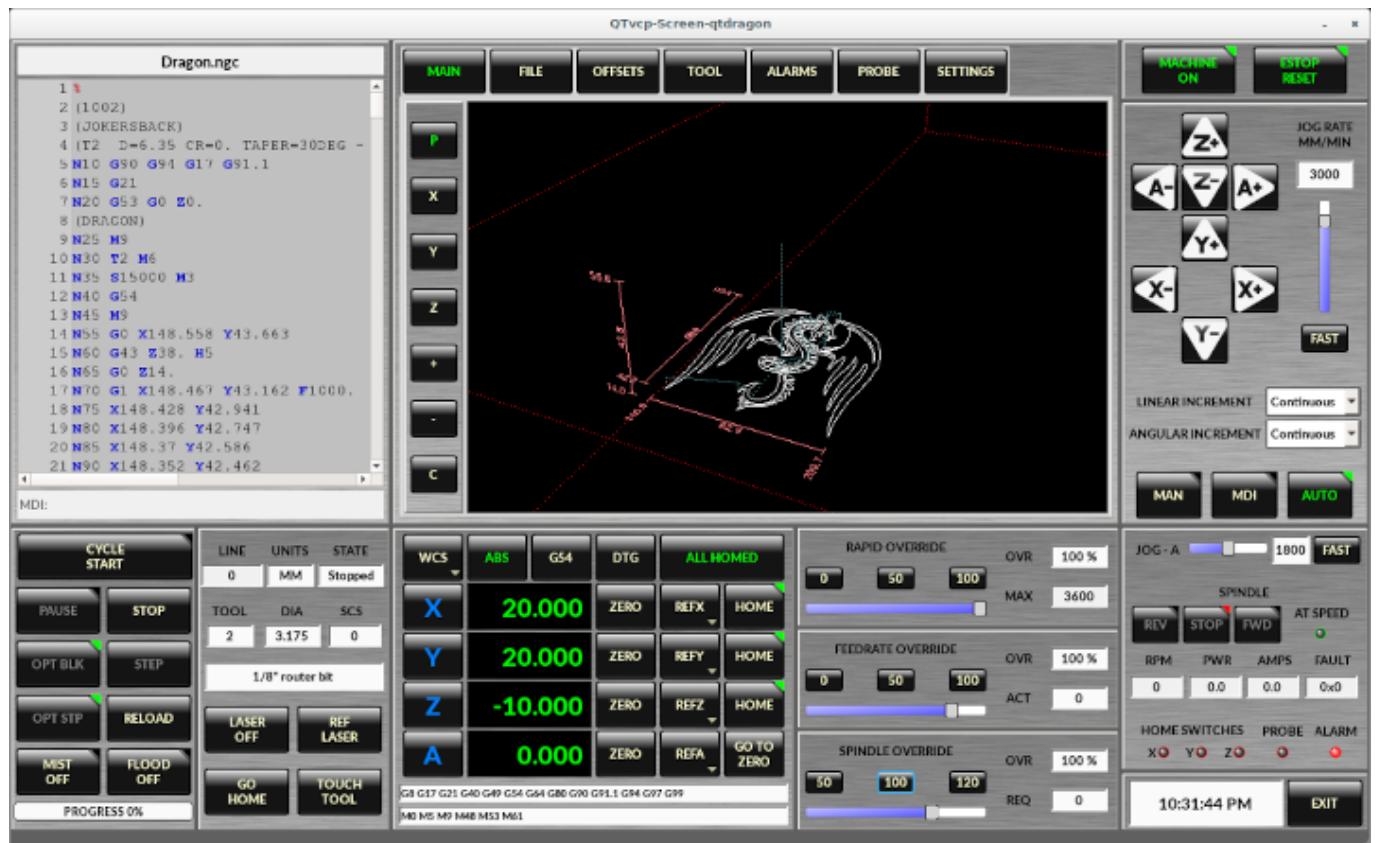 QTvcp-Screen-qtdragon
Dragon.ngc
1 %
2 (1002)
3 (JOKERSBACK)
4 (T2 D=6.35 CR=0. TAPER=30DEG -
5 N10 G90 G94 G17 G91.1
6 N15 G21
7 N20 G53 G0 Z0.
8 (DRAGON)
9 N25 M9
10 N30 T2 M6
11 N35 S15000 M3
12 N40 G54
13 N45 M9
14 N55 G0 X148.558 Y43.663
15 N60 G43 Z38. H5
16 N65 G0 Z14.
17 N70 G1 X148.467 Y43.162 F1000.
18 N75 X148.428 Y42.941
19 N80 X148.396 Y42.747
20 N85 X148.37 Y42.586
21 N90 X148.352 Y42.462
MDI:
MAIN FILE OFFSETS TOOL ALARMS PROBE SETTINGS
P
X
Y
Z
+
-
C
MACHINE ON
ESTOP RESET
JOG RATE
MM/MIN
3000
Z+
A- Z- A+
Y+
X- X+
Y-
FAST
LINEAR INCREMENT Continuous
ANGULAR INCREMENT Continuous
MAN MDI AUTO
CYCLE START
PAUSE STOP
OPT BLK STEP
OPT STP RELOAD
MIST OFF FLOOD OFF
PROGRESS 0%
LINE UNITS STATE
0 MM Stopped
TOOL DIA SCS
2 3.175 0
1/8" router bit
LASER OFF REF LASER
GO HOME TOUCH TOOL
WCS ABS G54 DTG ALL HOMED
X 20.000 ZERO REFX HOME
Y 20.000 ZERO REFY HOME
Z -10.000 ZERO REFZ HOME
A 0.000 ZERO REFA GO TO ZERO
G8 G17 G21 G40 G49 G54 G64 G80 G90 G91.1 G94 G97 G99
M0 M5 M9 M48 M53 M61
RAPID OVERRIDE OVR 100 %
0 50 100
MAX 3600
FEEDRATE OVERRIDE OVR 100 %
0 50 100
ACT 0
SPINDLE OVERRIDE OVR 100 %
50 100 120
REQ 0
JOG - A 1800 FAST
SPINDLE
REV STOP FWD AT SPEED
RPM PWR AMPS FAULT
0 0.0 0.0 0x0
HOME SWITCHES PROBE ALARM
X Y Z
10:31:44 PM EXIT